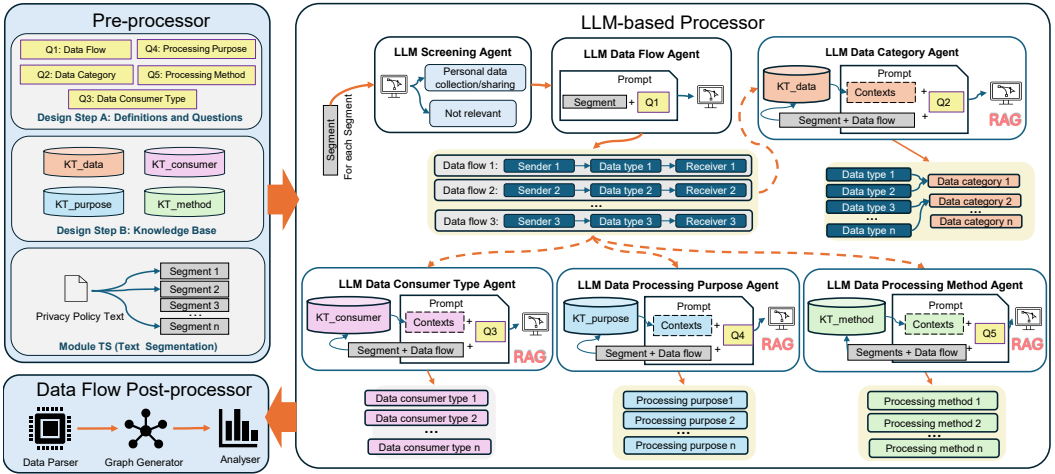 Pre-processor
Q1: Data Flow
Q4: Processing Purpose
Q2: Data Category
Q5: Processing Method
Q3: Data Consumer Type
Design Step A: Definitions and Questions
KT_data
KT_consumer
KT_purpose
KT_method
Design Step B: Knowledge Base
Privacy Policy Text
Segment 1
Segment 2
Segment 3
...
Segment n
Module TS (Text Segmentation)
Data Flow Post-processor
Data Parser
Graph Generator
Analyser
LLM-based Processor
Segment
For each Segment
LLM Screening Agent
Personal data
collection/sharing
Not relevant
LLM Data Flow Agent
Prompt
Segment
+
Q1
LLM Data Category Agent
KT_data
Prompt
Contexts
+
Q2
+
Segment + Data flow
RAG
Data flow 1:
Sender 1
Data type 1
Receiver 1
Data flow 2:
Sender 2
Data type 2
Receiver 2
...
Data flow 3:
Sender 3
Data type 3
Receiver 3
Data type 1
Data type 2
Data type 3
...
Data type n
Data category 1
Data category 2
...
Data category n
LLM Data Consumer Type Agent
KT_consumer
Prompt
Contexts
+
Q3
+
Segment + Data flow
RAG
Data consumer type 1
Data consumer type 2
...
Data consumer type n
LLM Data Processing Purpose Agent
KT_purpose
Prompt
Contexts
+
Q4
+
Segment + Data flow
RAG
Processing purpose1
Processing purpose 2
...
Processing purpose n
LLM Data Processing Method Agent
KT_method
Prompt
Contexts
+
Q5
+
Segments + Data flow
RAG
Processing method 1
Processing method 2
...
Processing method n